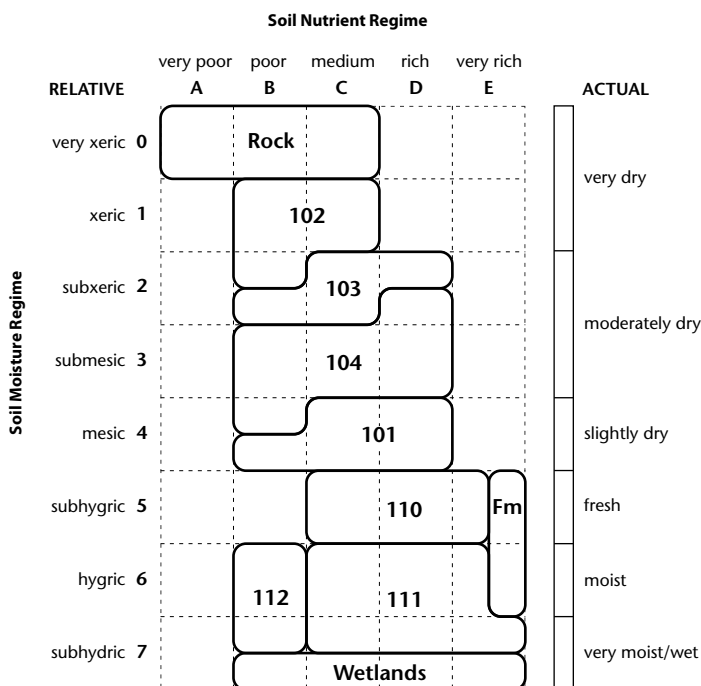 Soil Nutrient Regime
very poor poor medium rich very rich
RELATIVE A B C D E ACTUAL
very xeric 0 Rock
very dry
xeric 1 102
subxeric 2 103
moderately dry
submesic 3 104
mesic 4 101 slightly dry
subhygric 5 110 Fm fresh
hygric 6 112 111 moist
subhydric 7 very moist/wet
Wetlands
Soil Moisture Regime